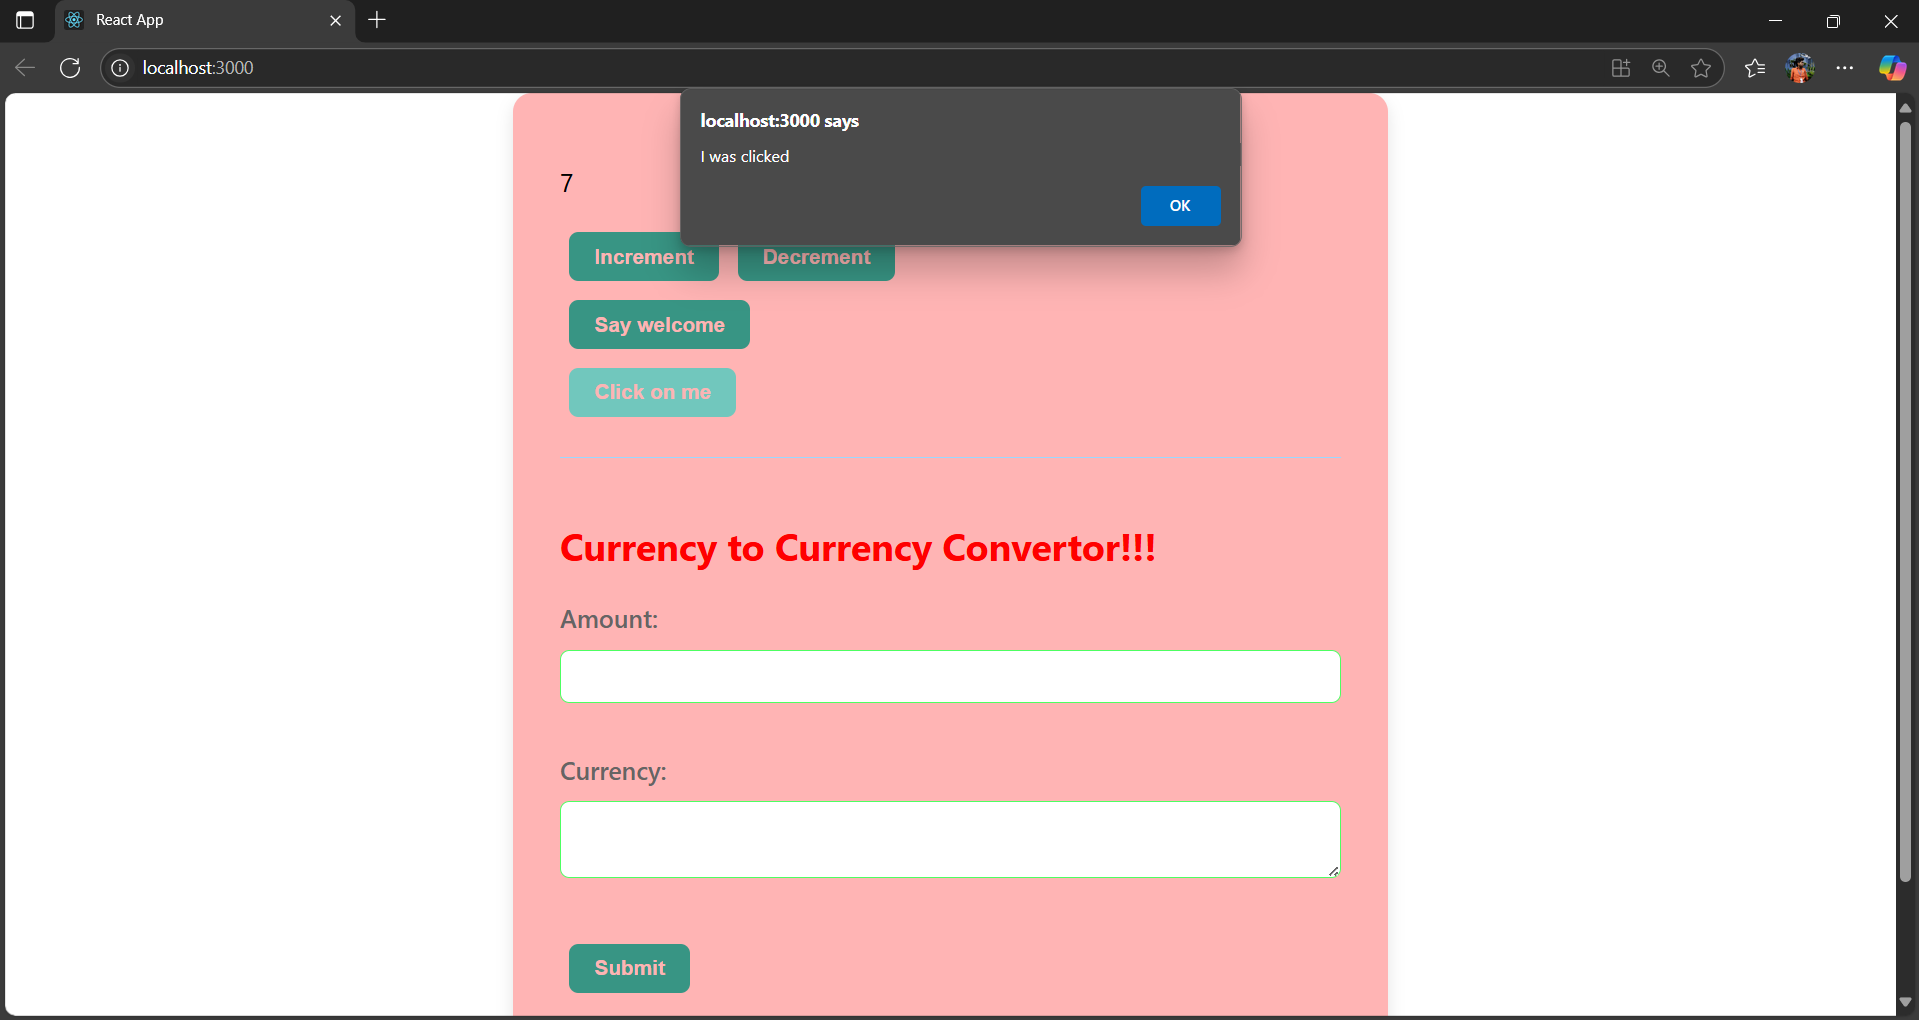 React App
localhost:3000
localhost:3000 says
I was clicked
OK
7
Increment
Decrement
Say welcome
Click on me
Currency to Currency Convertor!!!
Amount:
Currency:
Submit